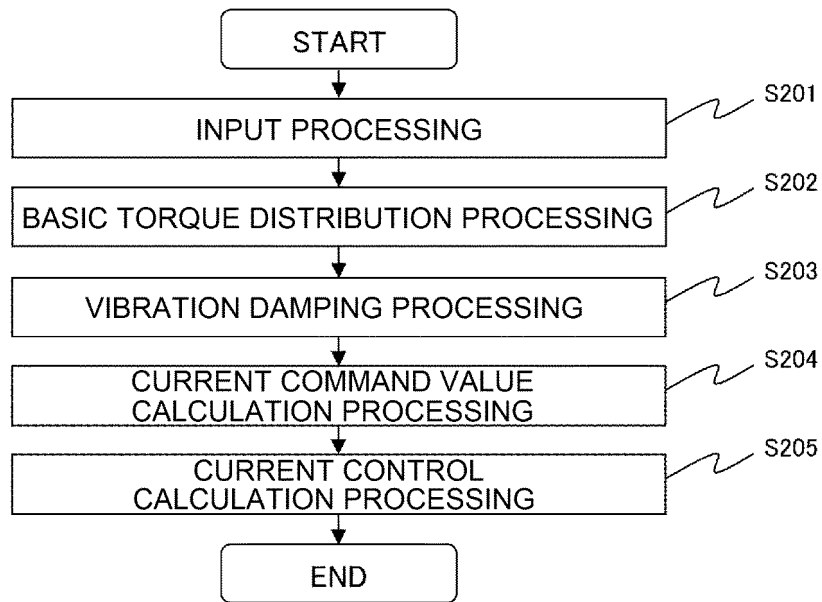 START
INPUT PROCESSING
S201
BASIC TORQUE DISTRIBUTION PROCESSING
S202
VIBRATION DAMPING PROCESSING
S203
CURRENT COMMAND VALUE
CALCULATION PROCESSING
S204
CURRENT CONTROL
CALCULATION PROCESSING
S205
END